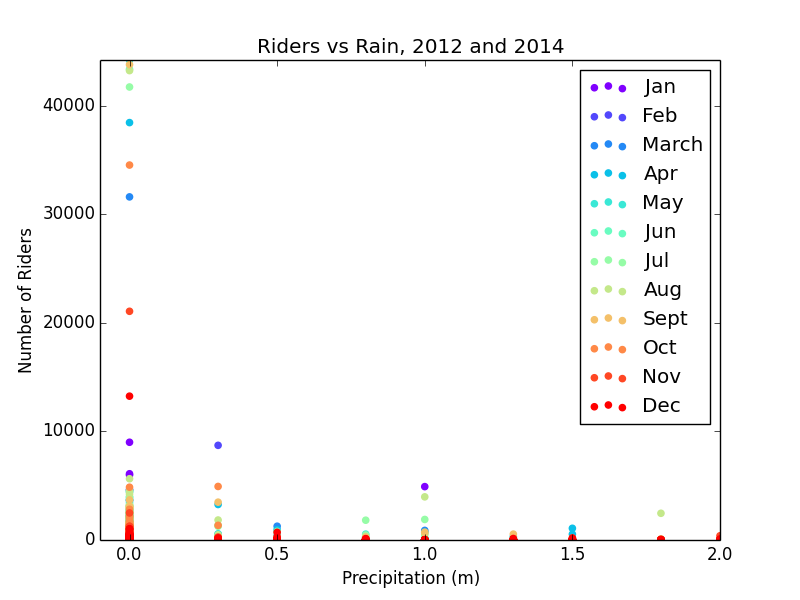 Riders vs Rain, 2012 and 2014
Number of Riders
40000
30000
20000
10000
0
0.0
0.5
1.0
1.5
2.0
Precipitation (m)
Jan
Feb
March
Apr
May
Jun
Jul
Aug
Sept
Oct
Nov
Dec